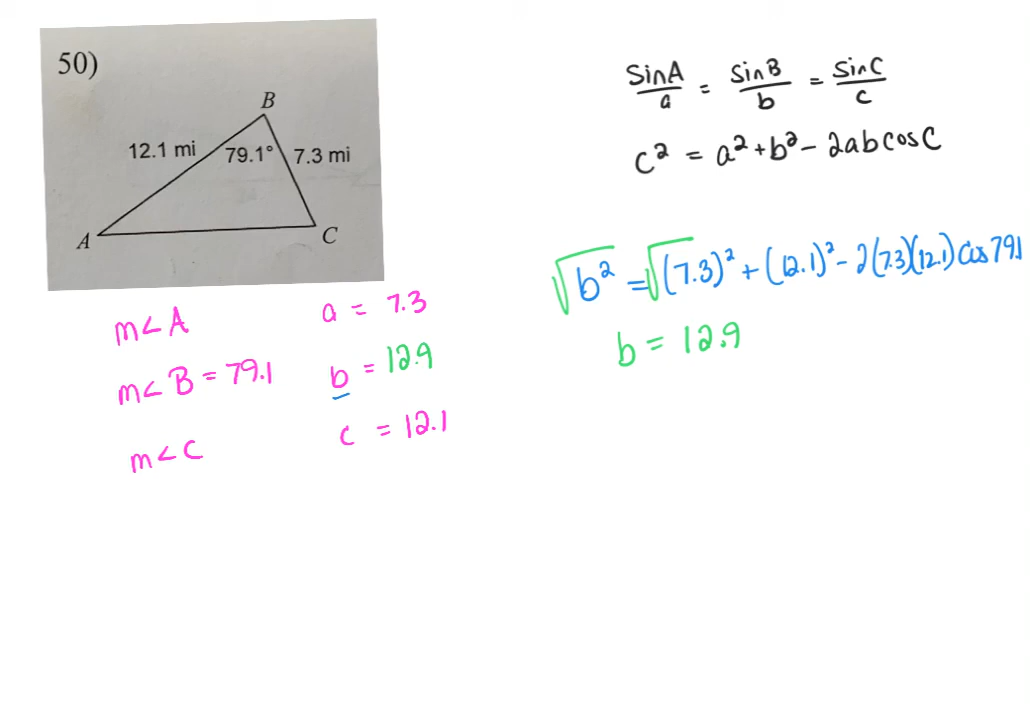 50)
B
12.1 mi 79.1° 7.3 mi
A C
SinA/a = SinB/b = SinC/c
c² = a² + b² - 2ab cos C
√b² = √(7.3)² + (12.1)² - 2(7.3)(12.1) cos 79.1
b = 12.9
m∠A a = 7.3
m∠B = 79.1 b = 12.9
m∠C c = 12.1